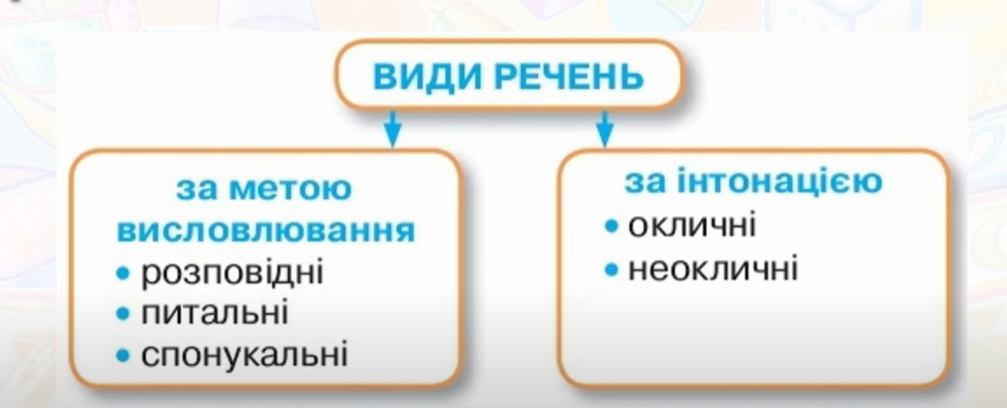 ВИДИ РЕЧЕНЬ
за метою
висловлювання
• розповідні
• питальні
• спонукальні
за інтонацією
• окличні
• неокличні